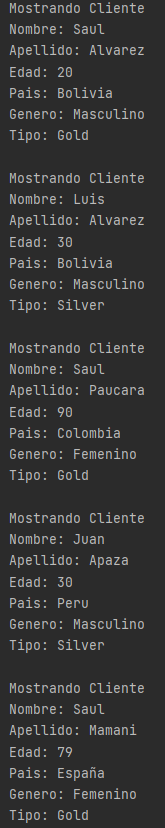 Mostrando Cliente
Nombre: Saul
Apellido: Alvarez
Edad: 20
Pais: Bolivia
Genero: Masculino
Tipo: Gold
Mostrando Cliente
Nombre: Luis
Apellido: Alvarez
Edad: 30
Pais: Bolivia
Genero: Masculino
Tipo: Silver
Mostrando Cliente
Nombre: Saul
Apellido: Paucara
Edad: 90
Pais: Colombia
Genero: Femenino
Tipo: Gold
Mostrando Cliente
Nombre: Juan
Apellido: Apaza
Edad: 30
Pais: Peru
Genero: Masculino
Tipo: Silver
Mostrando Cliente
Nombre: Saul
Apellido: Mamani
Edad: 79
Pais: España
Genero: Femenino
Tipo: Gold